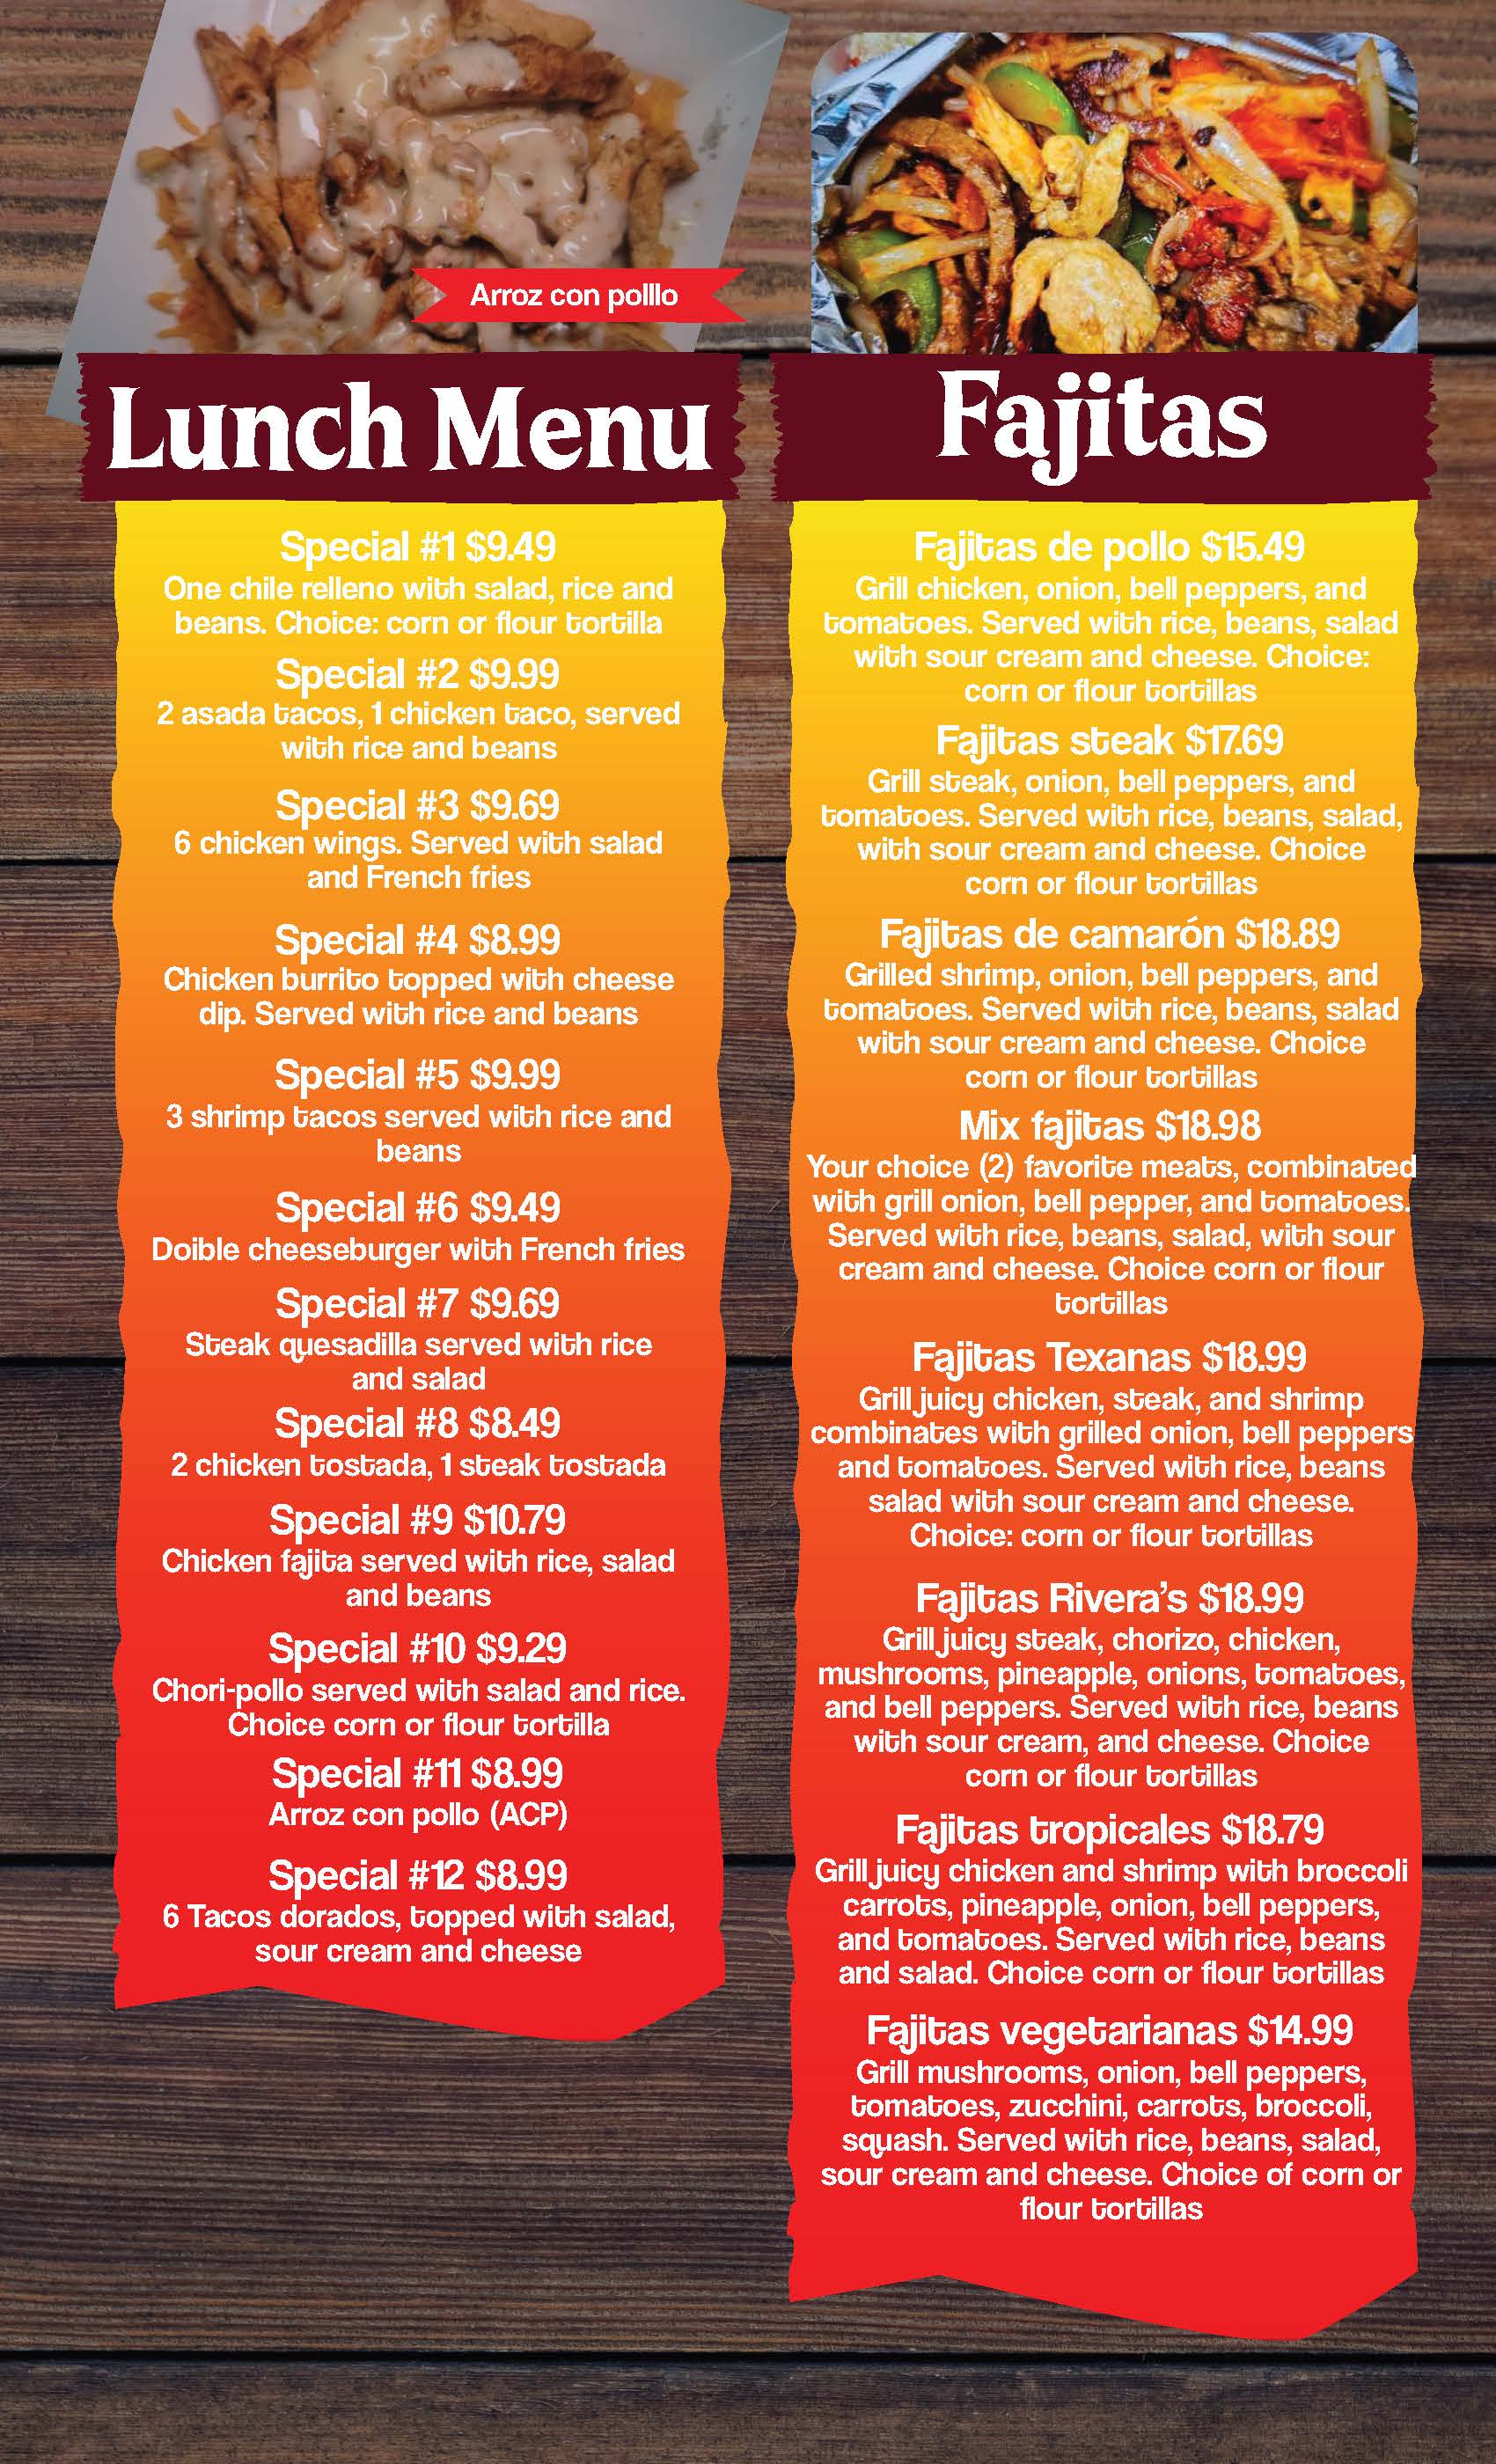 Arroz con polllo
Lunch Menu
Special #1 $9.49
One chile relleno with salad, rice and
beans. Choice: corn or flour tortilla
Special #2 $9.99
2 asada tacos, 1 chicken taco, served
with rice and beans
Special #3 $9.69
6 chicken wings. Served with salad
and French fries
Special #4 $8.99
Chicken burrito topped with cheese
dip. Served with rice and beans
Special #5 $9.99
3 shrimp tacos served with rice and
beans
Special #6 $9.49
Doible cheeseburger with French fries
Special #7 $9.69
Steak quesadilla served with rice
and salad
Special #8 $8.49
2 chicken tostada, 1 steak tostada
Special #9 $10.79
Chicken fajita served with rice, salad
and beans
Special #10 $9.29
Chori-pollo served with salad and rice.
Choice corn or flour tortilla
Special #11 $8.99
Arroz con pollo (ACP)
Special #12 $8.99
6 Tacos dorados, topped with salad,
sour cream and cheese
Fajitas
Fajitas de pollo $15.49
Grill chicken, onion, bell peppers, and
tomatoes. Served with rice, beans, salad
with sour cream and cheese. Choice:
corn or flour tortillas
Fajitas steak $17.69
Grill steak, onion, bell peppers, and
tomatoes. Served with rice, beans, salad,
with sour cream and cheese. Choice
corn or flour tortillas
Fajitas de camarón $18.89
Grilled shrimp, onion, bell peppers, and
tomatoes. Served with rice, beans, salad
with sour cream and cheese. Choice
corn or flour tortillas
Mix fajitas $18.98
Your choice (2) favorite meats, combinated
with grill onion, bell pepper, and tomatoes.
Served with rice, beans, salad, with sour
cream and cheese. Choice corn or flour
tortillas
Fajitas Texanas $18.99
Grill juicy chicken, steak, and shrimp
combinates with grilled onion, bell peppers
and tomatoes. Served with rice, beans
salad with sour cream and cheese.
Choice: corn or flour tortillas
Fajitas Rivera's $18.99
Grill juicy steak, chorizo, chicken,
mushrooms, pineapple, onions, tomatoes,
and bell peppers. Served with rice, beans
with sour cream, and cheese. Choice
corn or flour tortillas
Fajitas tropicales $18.79
Grill juicy chicken and shrimp with broccoli
carrots, pineapple, onion, bell peppers,
and tomatoes. Served with rice, beans
and salad. Choice corn or flour tortillas
Fajitas vegetarianas $14.99
Grill mushrooms, onion, bell peppers,
tomatoes, zucchini, carrots, broccoli,
squash. Served with rice, beans, salad,
sour cream and cheese. Choice of corn or
flour tortillas